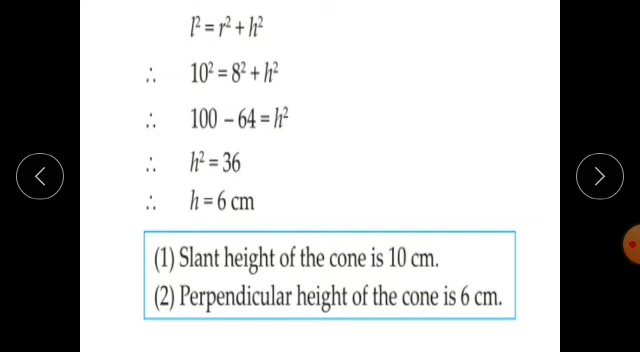 l² = r² + h²
∴ 10² = 8² + h²
∴ 100 – 64 = h²
∴ h² = 36
∴ h = 6 cm
(1) Slant height of the cone is 10 cm.
(2) Perpendicular height of the cone is 6 cm.